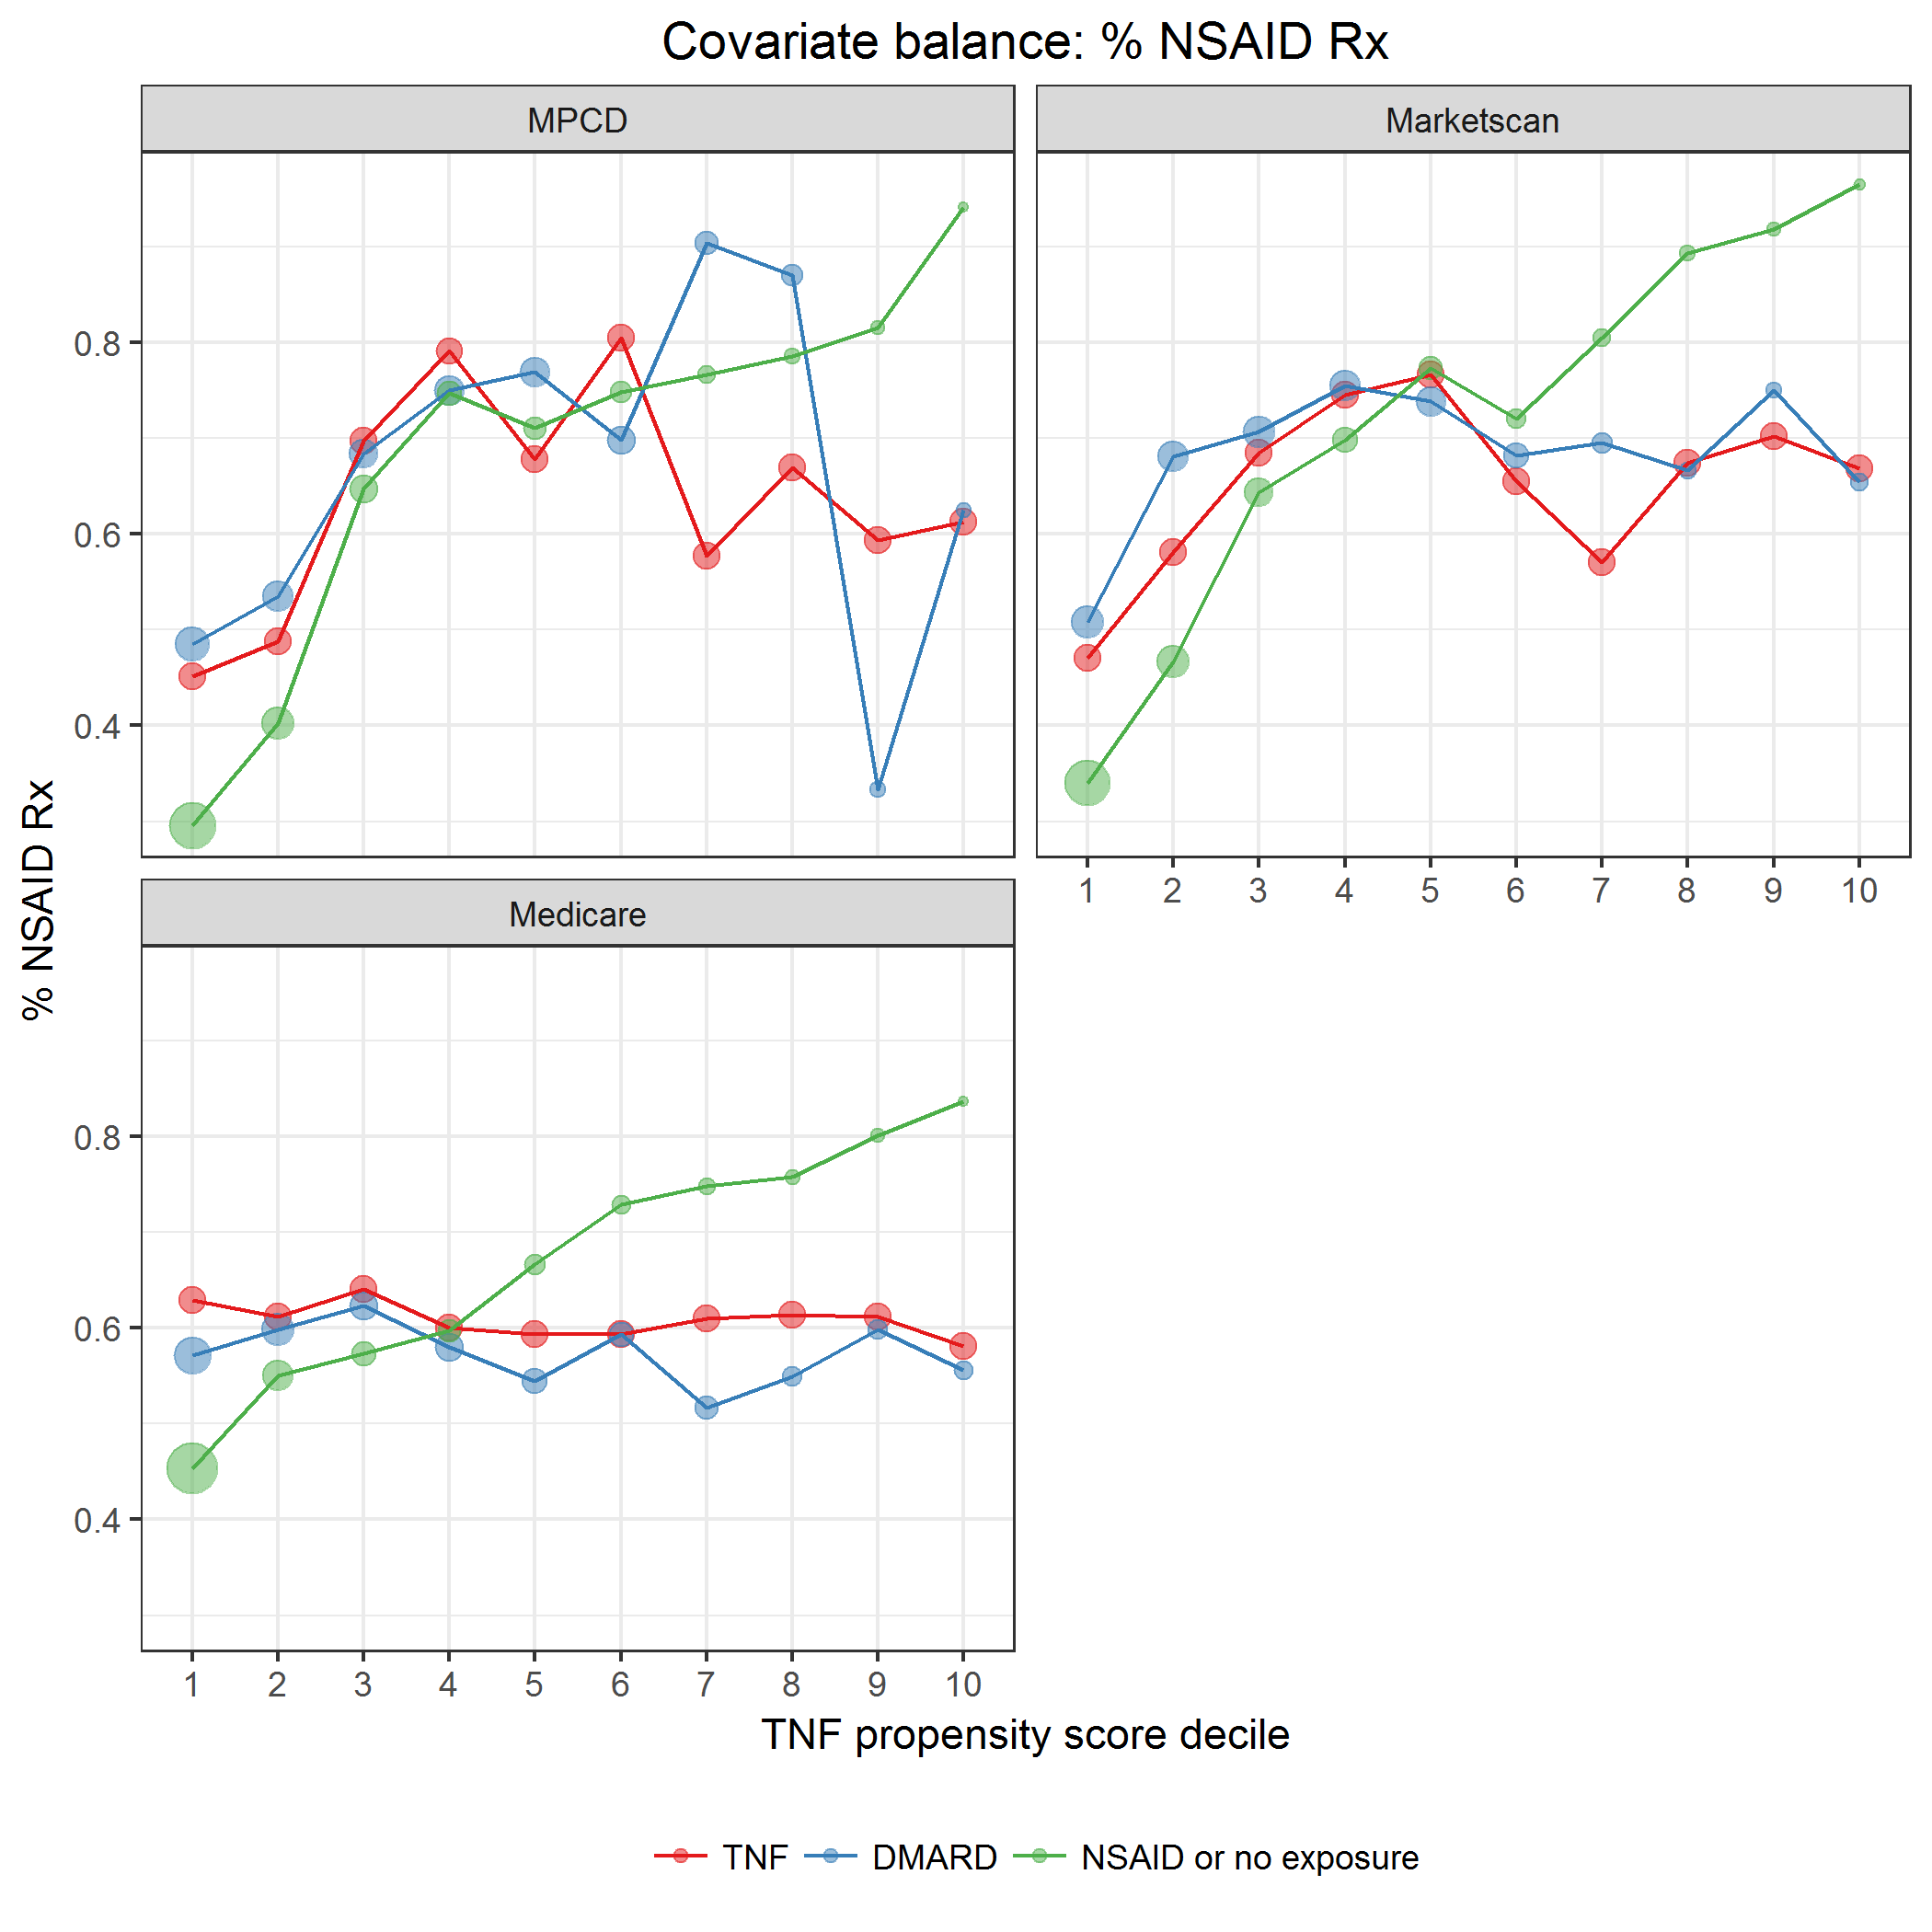 Covariate balance: % NSAID Rx
MPCD
Marketscan
0.8
0.6
0.4
1 2 3 4 5 6 7 8 9 10
Medicare
% NSAID Rx
0.8
0.6
0.4
1 2 3 4 5 6 7 8 9 10
TNF propensity score decile
TNF DMARD NSAID or no exposure